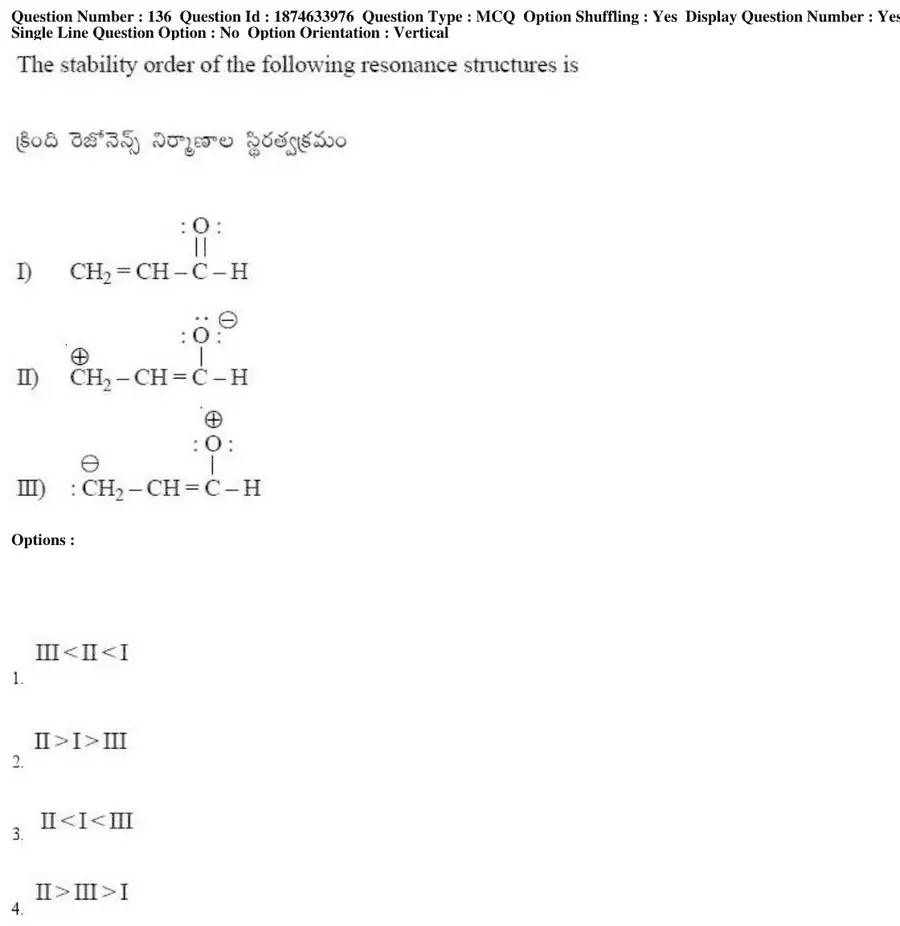 Question Number : 136 Question Id : 1874633976 Question Type : MCQ Option Shuffling : Yes Display Question Number : Yes
Single Line Question Option : No Option Orientation : Vertical
The stability order of the following resonance structures is
క్రింది రెజోనెన్స్ నిర్మాణాల స్థిరత్వక్రమం
: O :
||
I) CH₂ = CH – C – H
.. ⊖
: O :
⊕ |
II) CH₂ – CH = C – H
⊕
: O :
⊖ |
III) : CH₂ – CH = C – H
Options :
III < II < I
1.
II > I > III
2.
II < I < III
3.
II > III > I
4.